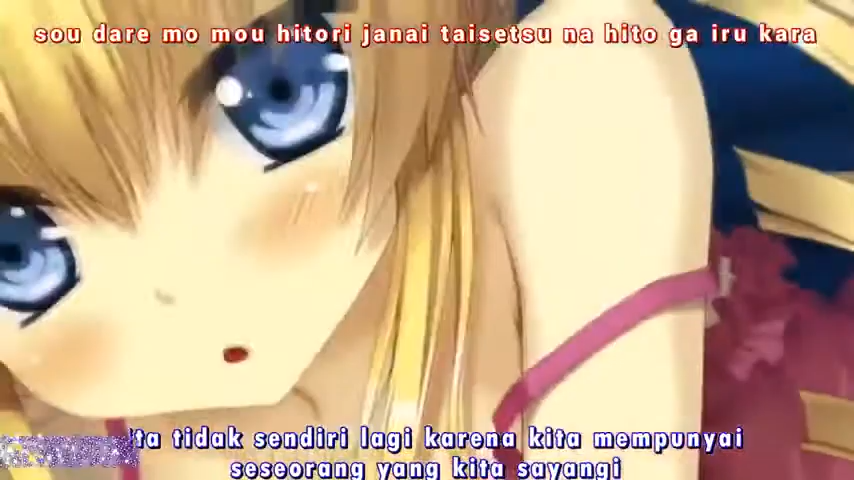 sou dare mo mou hitori janai taisetsu na hito ga iru kara
tidak sendiri lagi karena kita mempunyai
seseorang yang kita sayangi